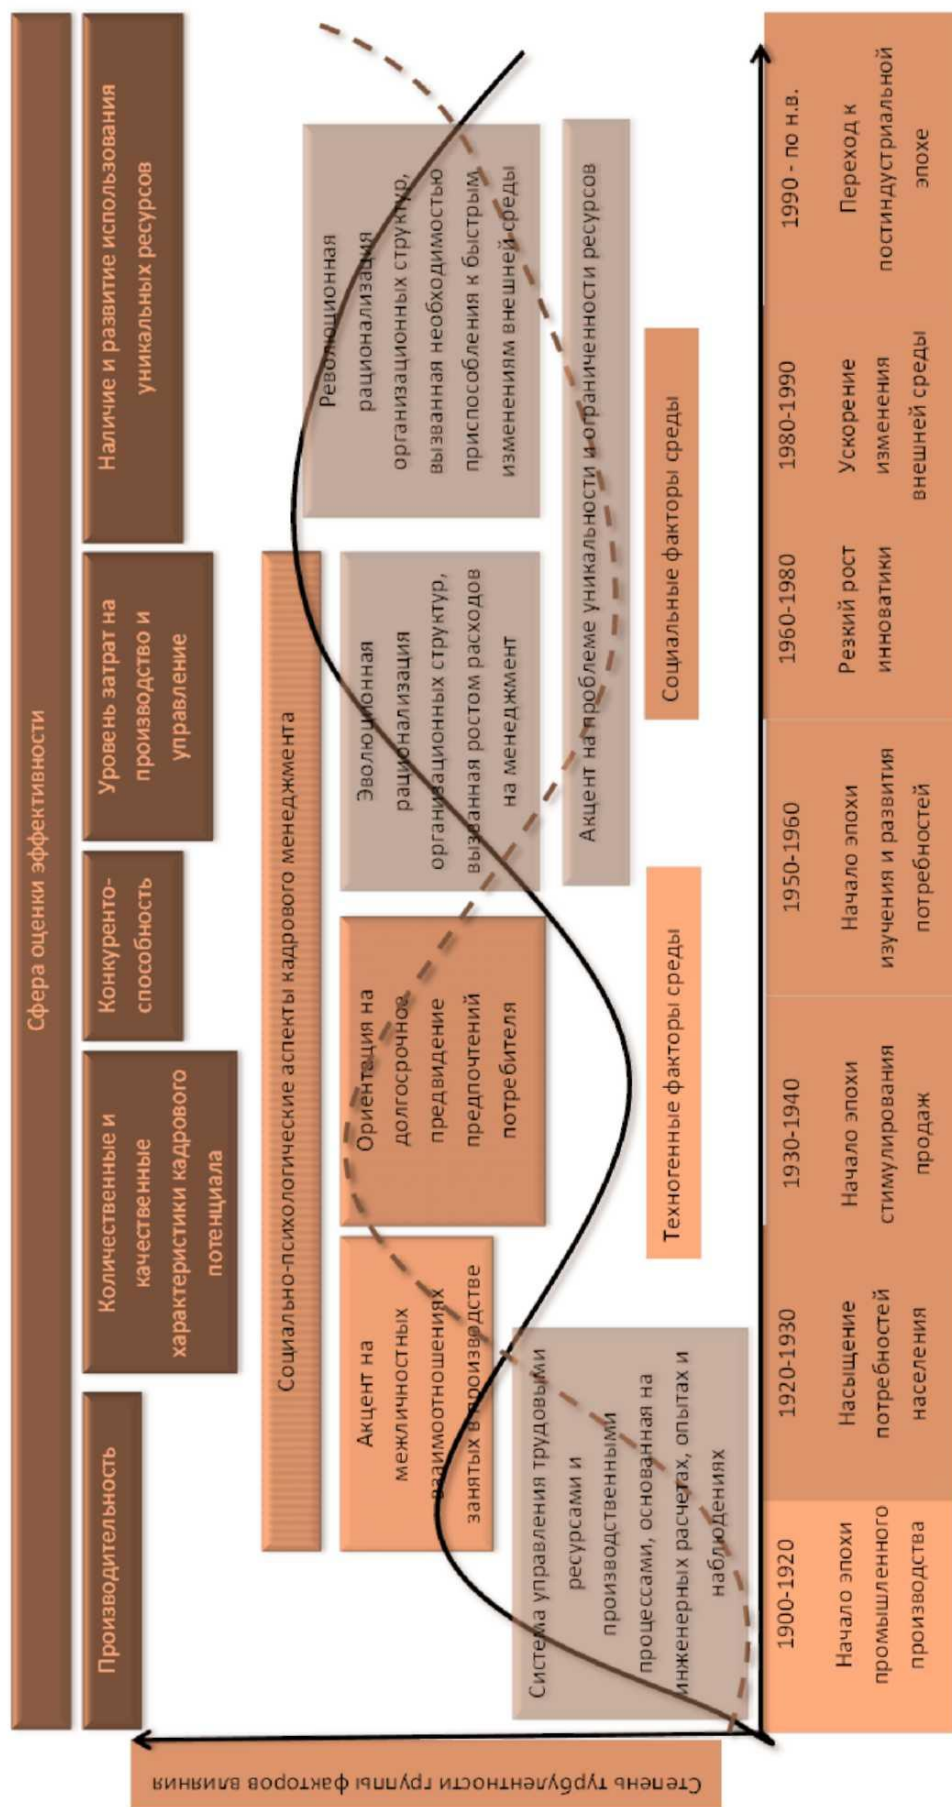 Сфера оценки эффективности
Производительность
Количественные и
качественные
характеристики кадрового
потенциала
Конкуренто-
способность
Уровень затрат на
производство и
управление
Наличие и развитие использования
уникальных ресурсов
Социально-психологические аспекты кадрового менеджмента
Акцент на
межличностных
взаимоотношениях
занятых в производстве
Ориентация на
долгосрочное
предвидение
предпочтений
потребителя
Эволюционная
рационализация
организационных структур,
вызванная ростом расходов
на менеджмент
Революционная
рационализация
организационных структур,
вызванная необходимостью
приспособления к быстрым
изменениям внешней среды
Система управления трудовыми
ресурсами и
производственными
процессами, основанная на
инженерных расчетах, опытах и
наблюдениях
Акцент на проблеме уникальности и ограниченности ресурсов
Техногенные факторы среды
Социальные факторы среды
Степень турбулентности группы факторов влияния
1900-1920
Начало эпохи
промышленного
производства
1920-1930
Насыщение
потребностей
населения
1930-1940
Начало эпохи
стимулирования
продаж
1950-1960
Начало эпохи
изучения и развития
потребностей
1960-1980
Резкий рост
инноватики
1980-1990
Ускорение
изменения
внешней среды
1990 - по н.в.
Переход к
постиндустриальной
эпохе